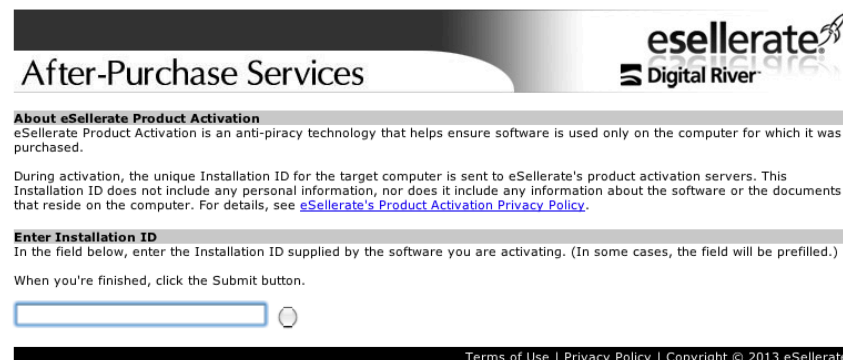 esellerate
After-Purchase Services
Digital River
About eSellerate Product Activation
eSellerate Product Activation is an anti-piracy technology that helps ensure software is used only on the computer for which it was
purchased.
During activation, the unique Installation ID for the target computer is sent to eSellerate's product activation servers. This
Installation ID does not include any personal information, nor does it include any information about the software or the documents
that reside on the computer. For details, see eSellerate's Product Activation Privacy Policy.
Enter Installation ID
In the field below, enter the Installation ID supplied by the software you are activating. (In some cases, the field will be prefilled.)
When you're finished, click the Submit button.
Terms of Use | Privacy Policy | Copyright © 2013 eSellerate